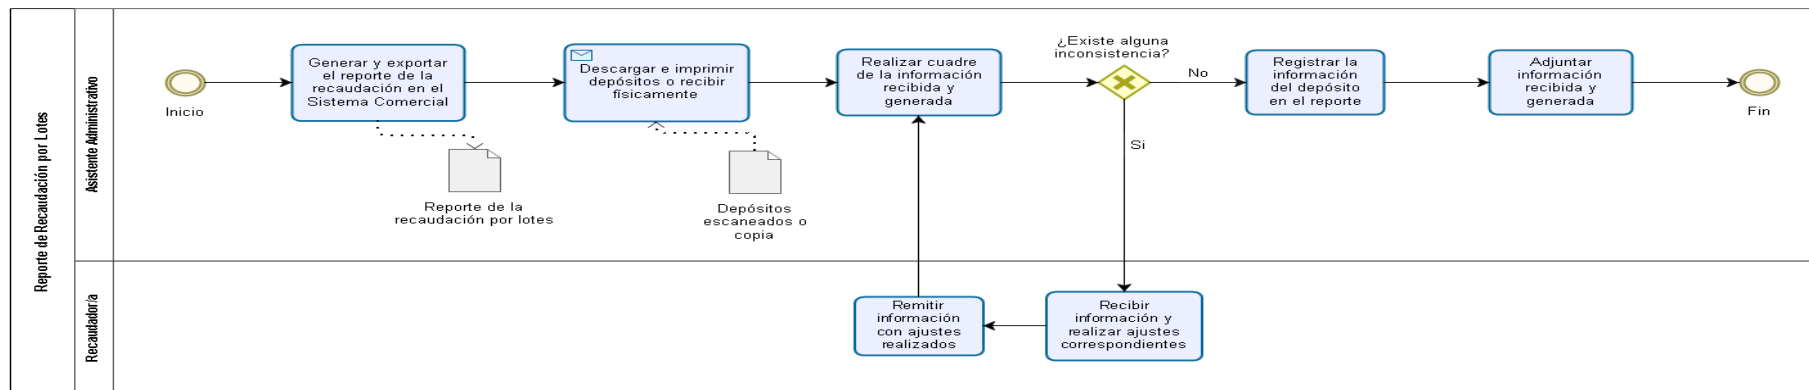 Reporte de Recaudación por Lotes
Asistente Administrativo
Inicio
Generar y exportar
el reporte de la
recaudación en el
Sistema Comercial
Reporte de la
recaudación por lotes
Descargar e imprimir
depósitos o recibir
físicamente
Depósitos
escaneados o
copia
Realizar cuadre
de la información
recibida y
generada
¿Existe alguna
inconsistencia?
No
Si
Registrar la
información
del depósito
en el reporte
Adjuntar
información
recibida y
generada
Fin
Recaudador/a
Remitir
información
con ajustes
realizados
Recibir
información y
realizar ajustes
correspondientes